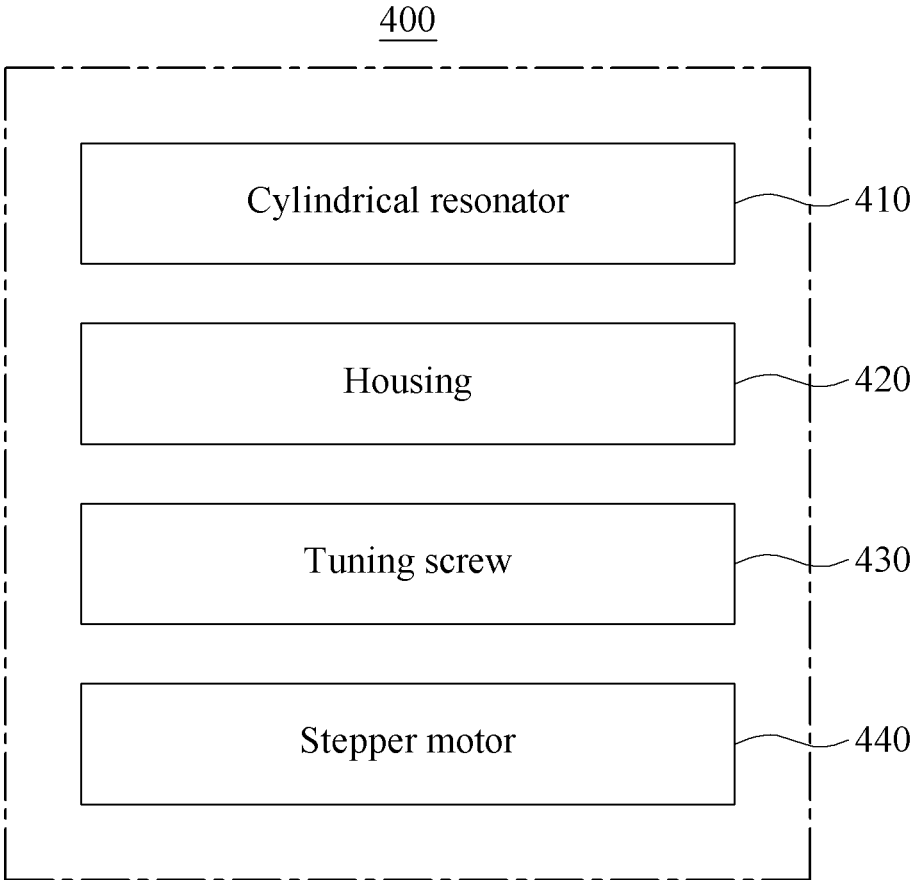 400
Cylindrical resonator
410
Housing
420
Tuning screw
430
Stepper motor
440